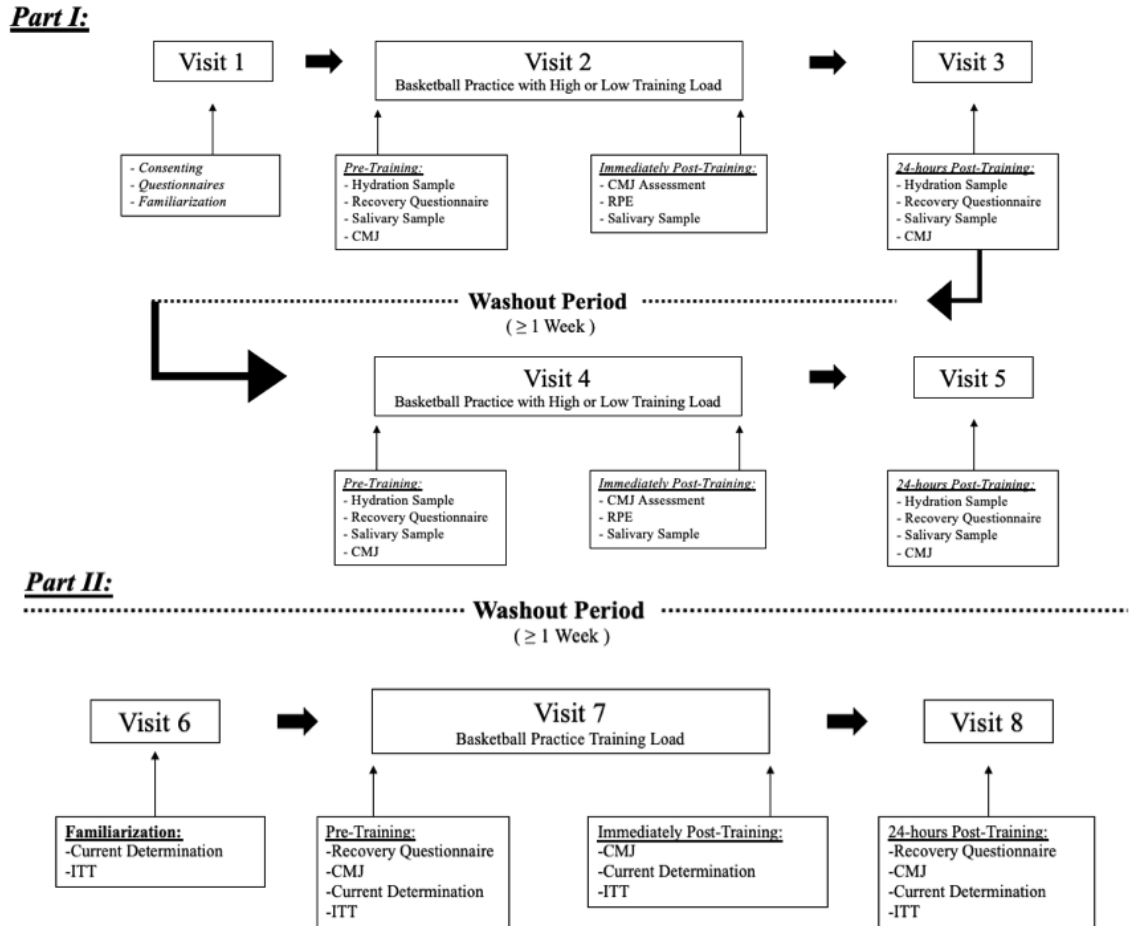 Part I:
Visit 1
Visit 2
Basketball Practice with High or Low Training Load
Visit 3
- Consenting
- Questionnaires
- Familiarization
Pre-Training:
- Hydration Sample
- Recovery Questionnaire
- Salivary Sample
- CMJ
Immediately Post-Training:
- CMJ Assessment
- RPE
- Salivary Sample
24-hours Post-Training:
- Hydration Sample
- Recovery Questionnaire
- Salivary Sample
- CMJ
Washout Period
( ≥ 1 Week )
Visit 4
Basketball Practice with High or Low Training Load
Visit 5
Pre-Training:
- Hydration Sample
- Recovery Questionnaire
- Salivary Sample
- CMJ
Immediately Post-Training:
- CMJ Assessment
- RPE
- Salivary Sample
24-hours Post-Training:
- Hydration Sample
- Recovery Questionnaire
- Salivary Sample
- CMJ
Part II:
Washout Period
( ≥ 1 Week )
Visit 6
Visit 7
Basketball Practice Training Load
Visit 8
Familiarization:
-Current Determination
-ITT
Pre-Training:
-Recovery Questionnaire
-CMJ
-Current Determination
-ITT
Immediately Post-Training:
-CMJ
-Current Determination
-ITT
24-hours Post-Training:
-Recovery Questionnaire
-CMJ
-Current Determination
-ITT